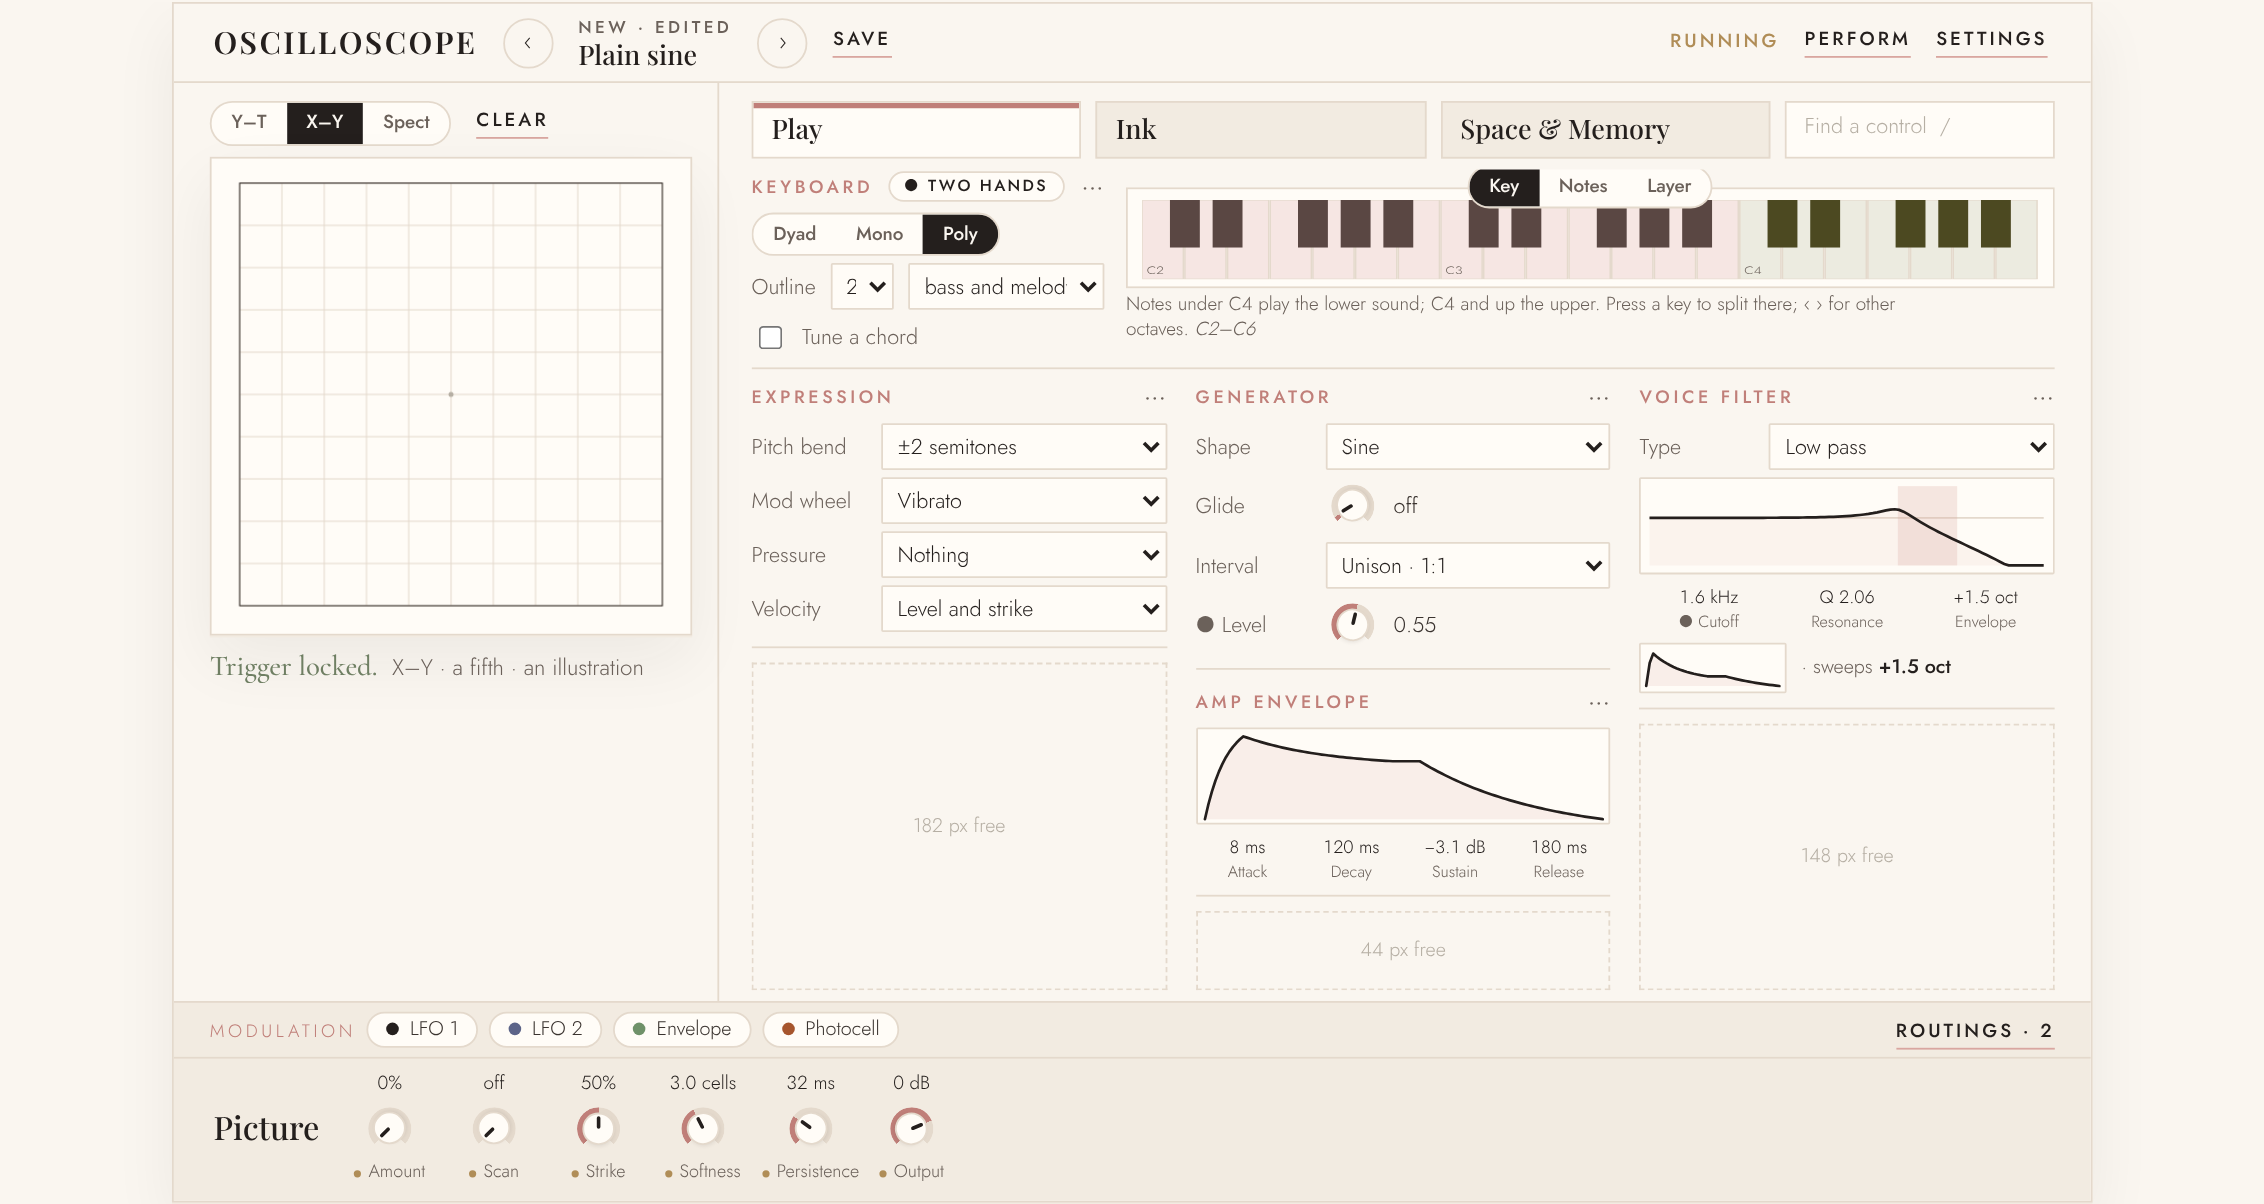 OSCILLOSCOPE
‹
NEW · EDITED
Plain sine
›
SAVE
RUNNING
PERFORM
SETTINGS
Y–T
X–Y
Spect
CLEAR
Trigger locked. X–Y · a fifth · an illustration
Play
Ink
Space & Memory
Find a control /
KEYBOARD
TWO HANDS
···
Dyad
Mono
Poly
Outline
2
bass and melod
Tune a chord
Key
Notes
Layer
C2
C3
C4
Notes under C4 play the lower sound; C4 and up the upper. Press a key to split there; ‹ › for other
octaves. C2–C6
EXPRESSION
···
Pitch bend
±2 semitones
Mod wheel
Vibrato
Pressure
Nothing
Velocity
Level and strike
182 px free
GENERATOR
···
Shape
Sine
Glide
off
Interval
Unison · 1:1
Level
0.55
AMP ENVELOPE
···
8 ms
120 ms
−3.1 dB
180 ms
Attack
Decay
Sustain
Release
44 px free
VOICE FILTER
···
Type
Low pass
1.6 kHz
Q 2.06
+1.5 oct
Cutoff
Resonance
Envelope
· sweeps +1.5 oct
148 px free
MODULATION
LFO 1
LFO 2
Envelope
Photocell
ROUTINGS · 2
Picture
0%
off
50%
3.0 cells
32 ms
0 dB
Amount
Scan
Strike
Softness
Persistence
Output